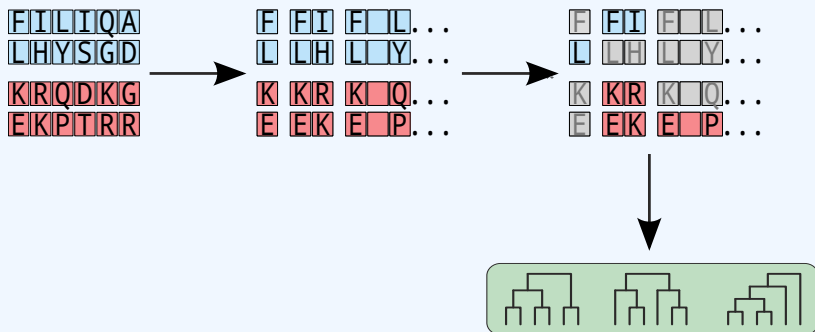 FILIQA F FI F L... F FI F L...
LHYSGD L LH L Y... L LH L Y...
KRQDKG K KR K Q... K KR K Q...
EKPTRR E EK E P... E EK E P...